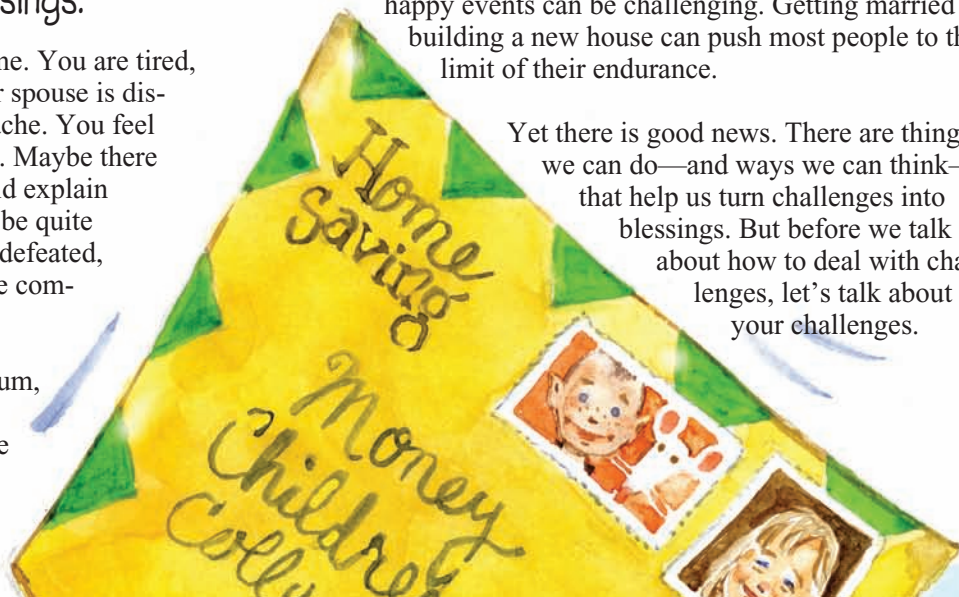 sings.
ne. You are tired,
r spouse is dis-
ache. You feel
. Maybe there
d explain
be quite
defeated,
e com-
um,
e
happy events can be challenging. Getting married
building a new house can push most people to th
limit of their endurance.
Yet there is good news. There are thing
we can do—and ways we can think–
that help us turn challenges into
blessings. But before we talk
about how to deal with cha
lenges, let's talk about
your challenges.
Home
Saving
Money
Childre